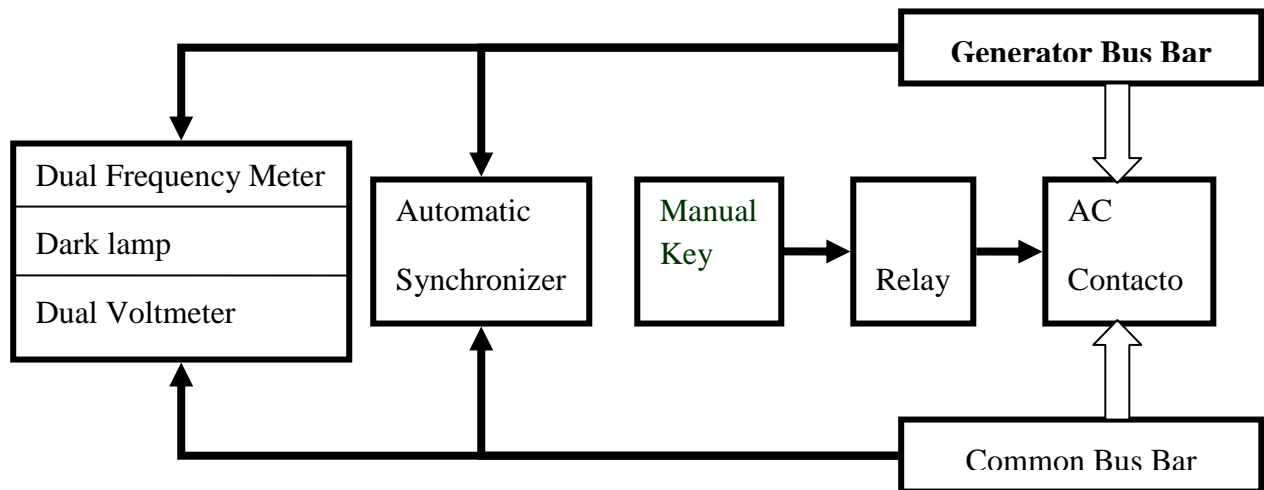 Generator Bus Bar
Dual Frequency Meter
Dark lamp
Dual Voltmeter
Automatic
Synchronizer
Manual
Key
Relay
AC
Contacto
Common Bus Bar